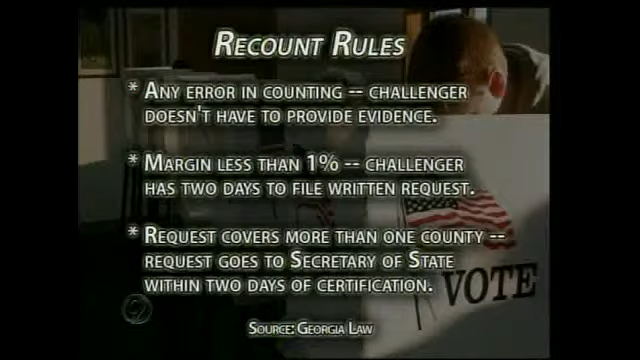 RECOUNT RULES
* ANY ERROR IN COUNTING -- CHALLENGER
DOESN'T HAVE TO PROVIDE EVIDENCE.
* MARGIN LESS THAN 1% -- CHALLENGER
HAS TWO DAYS TO FILE WRITTEN REQUEST.
* REQUEST COVERS MORE THAN ONE COUNTY --
REQUEST GOES TO SECRETARY OF STATE
WITHIN TWO DAYS OF CERTIFICATION.
VOTE
SOURCE: GEORGIA LAW